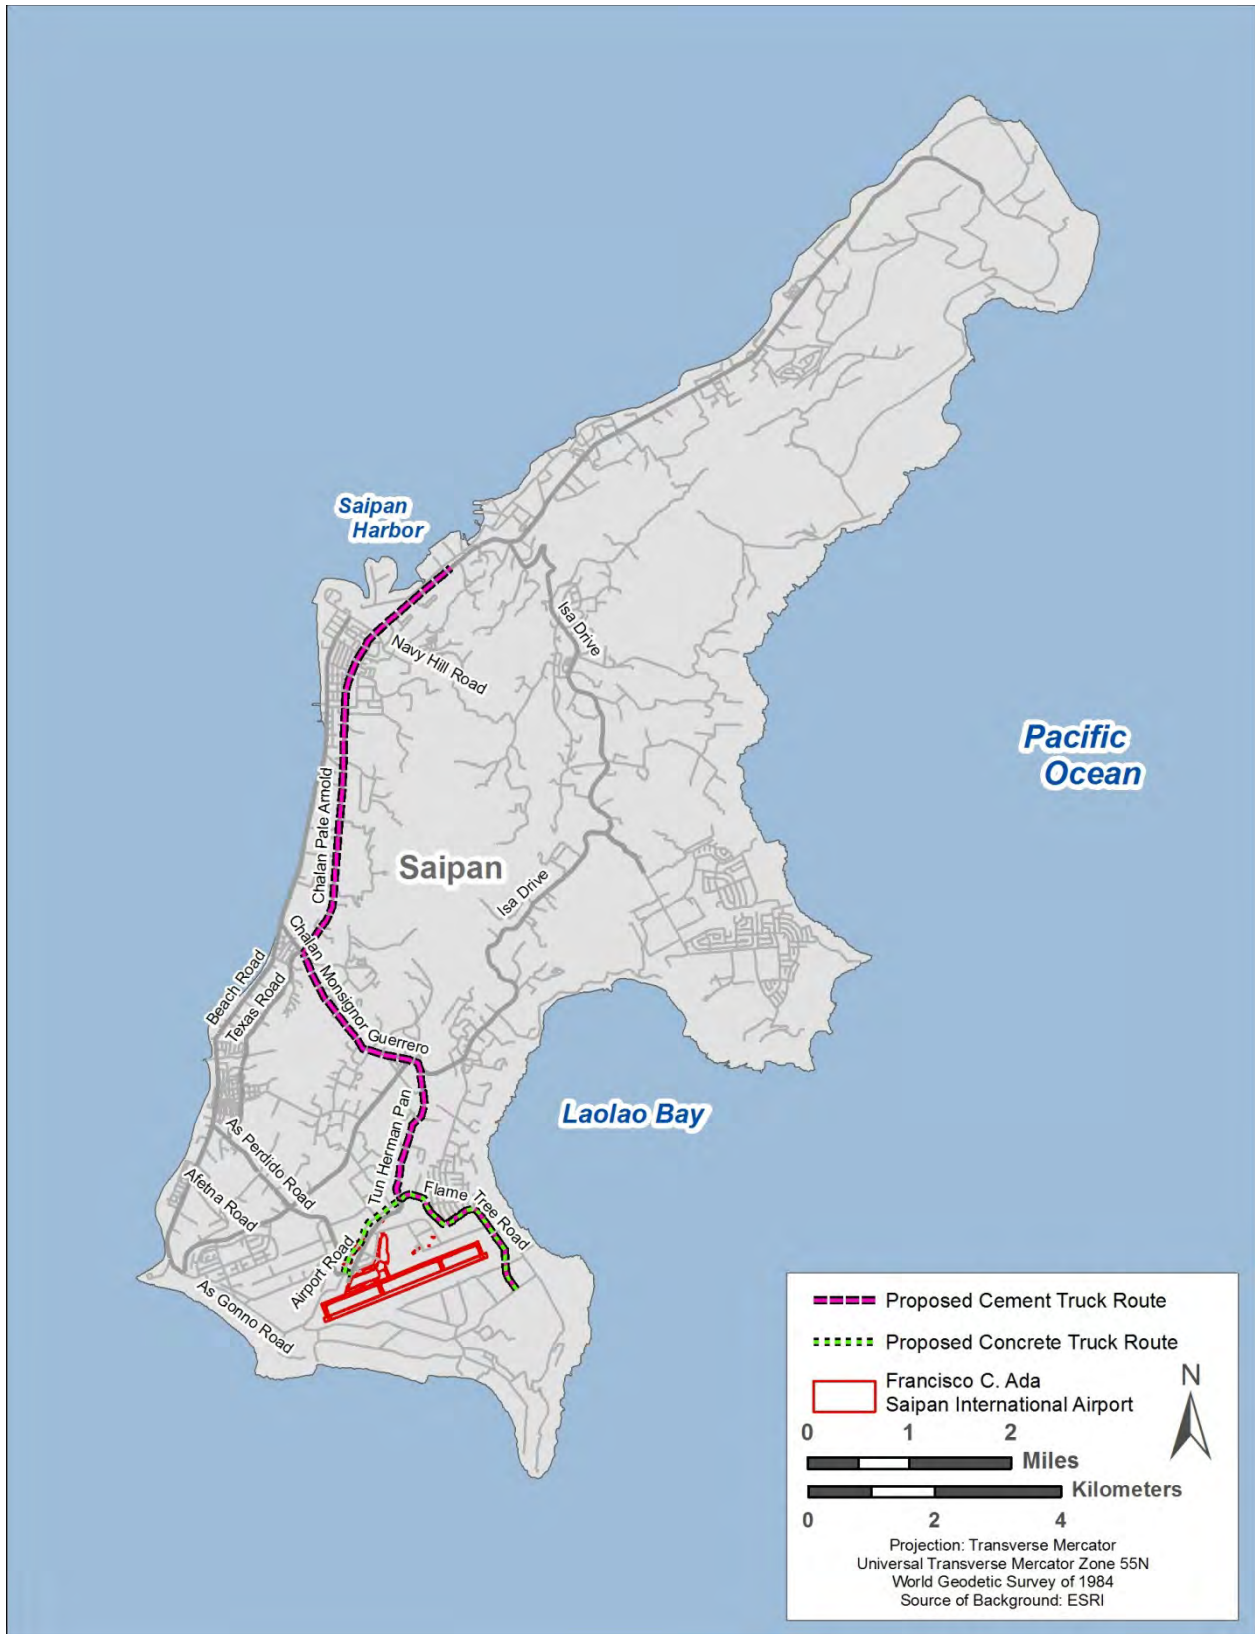 Saipan
Harbor
Isa Drive
Navy Hill Road
Pacific
Ocean
Chalan Pale Arnold
Saipan
Isa Drive
Chalan Monsignor Guerrero
Beach Road
Texas Road
Laolao Bay
Tun Herman Pan
As Perdido Road
Afetna Road
Flame Tree Road
Airport Road
As Gonno Road
Proposed Cement Truck Route
Proposed Concrete Truck Route
Francisco C. Ada
Saipan International Airport
N
0 1 2
Miles
Kilometers
0 2 4
Projection: Transverse Mercator
Universal Transverse Mercator Zone 55N
World Geodetic Survey of 1984
Source of Background: ESRI